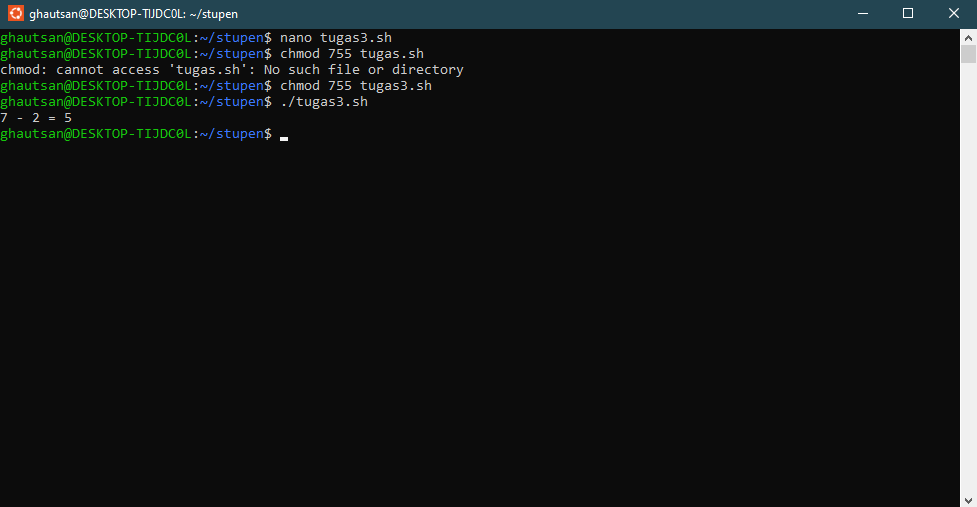 ghautsan@DESKTOP-TIJDC0L: ~/stupen
ghautsan@DESKTOP-TIJDC0L:~/stupen$ nano tugas3.sh
ghautsan@DESKTOP-TIJDC0L:~/stupen$ chmod 755 tugas.sh
chmod: cannot access 'tugas.sh': No such file or directory
ghautsan@DESKTOP-TIJDC0L:~/stupen$ chmod 755 tugas3.sh
ghautsan@DESKTOP-TIJDC0L:~/stupen$ ./tugas3.sh
7 - 2 = 5
ghautsan@DESKTOP-TIJDC0L:~/stupen$